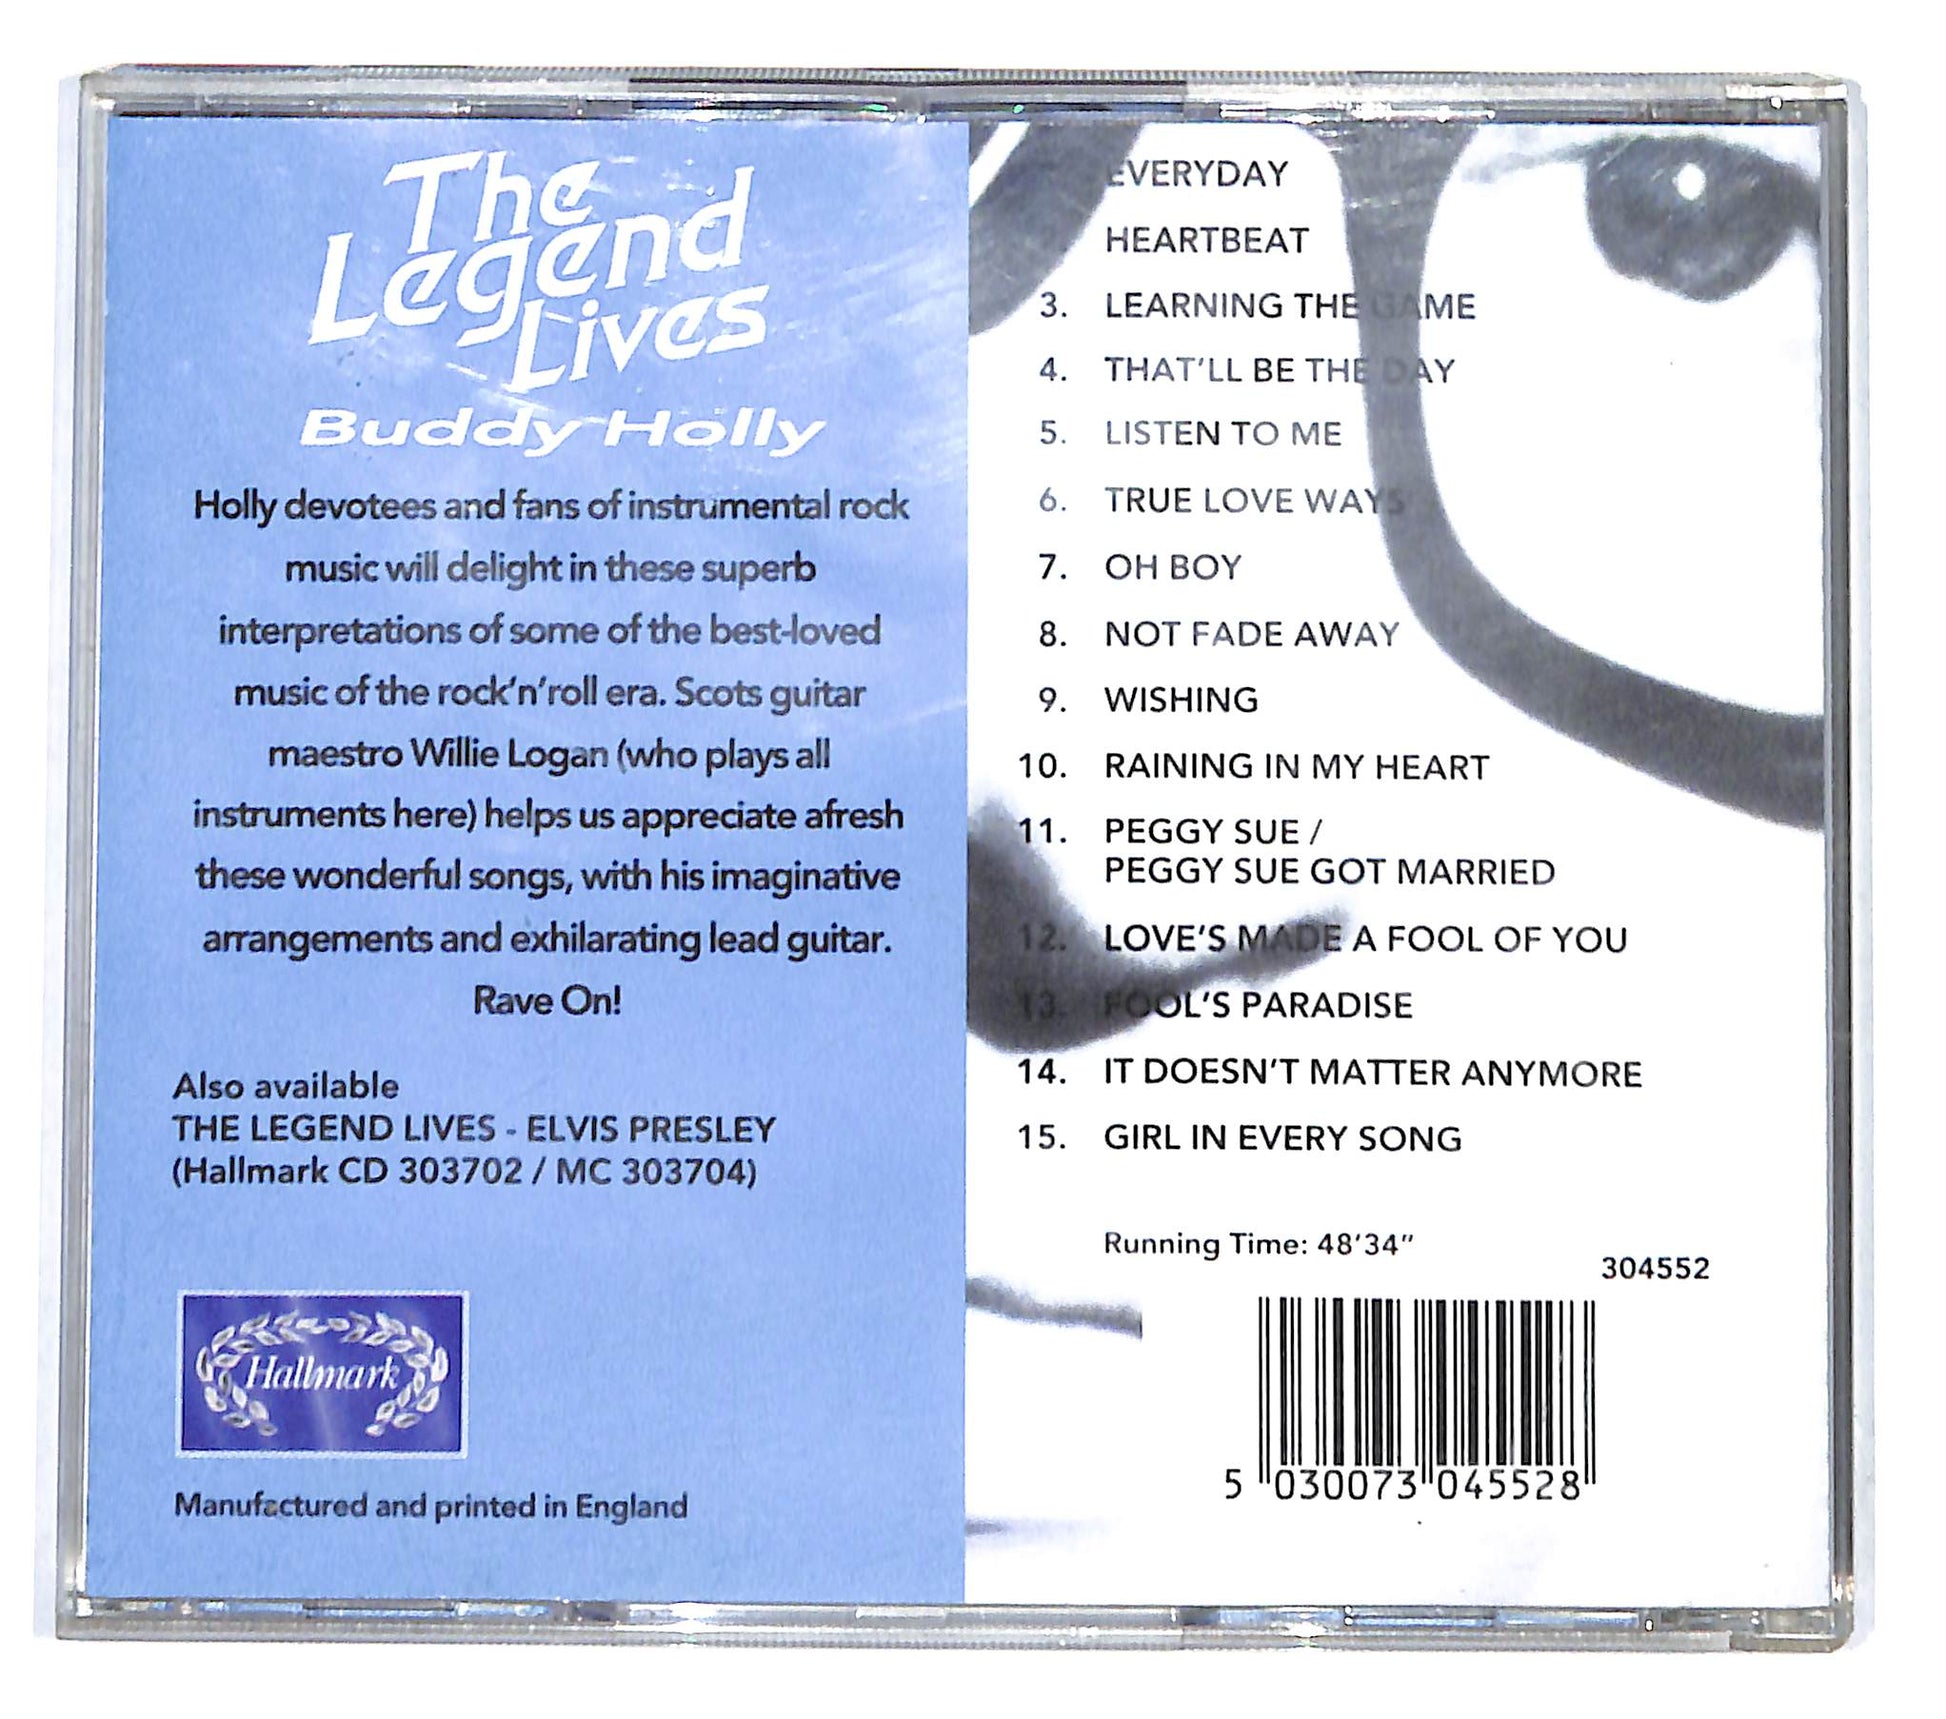 The
Legend
Lives
Buddy Holly
Holly devotees and fans of instrumental rock
music will delight in these superb
interpretations of some of the best-loved
music of the rock'n'roll era. Scots guitar
maestro Willie Logan (who plays all
instruments here) helps us appreciate afresh
these wonderful songs, with his imaginative
arrangements and exhilarating lead guitar.
Rave On!
Also available
THE LEGEND LIVES - ELVIS PRESLEY
(Hallmark CD 303702 / MC 303704)
Hallmark
Manufactured and printed in England
EVERYDAY
HEARTBEAT
3. LEARNING THE GAME
4. THAT'LL BE THE DAY
5. LISTEN TO ME
6. TRUE LOVE WAYS
7. OH BOY
8. NOT FADE AWAY
9. WISHING
10. RAINING IN MY HEART
11. PEGGY SUE /
PEGGY SUE GOT MARRIED
12. LOVE'S MADE A FOOL OF YOU
13. FOOL'S PARADISE
14. IT DOESN'T MATTER ANYMORE
15. GIRL IN EVERY SONG
Running Time: 48'34"
304552
5 030073 045528